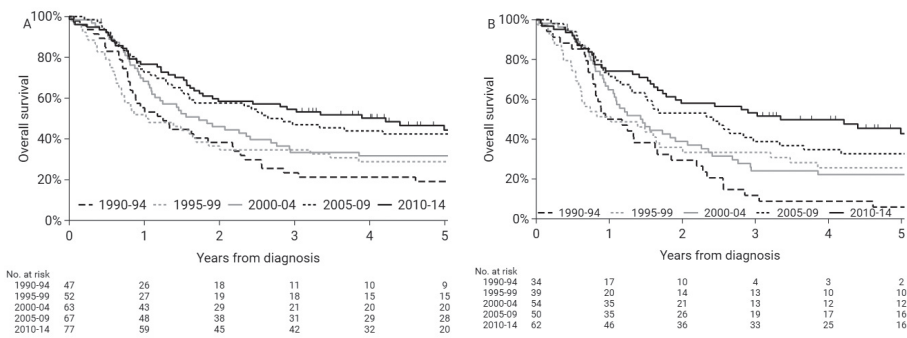 A
100%
80%
60%
40%
20%
0%
Overall survival
1990-94 1995-99 2000-04 2005-09 2010-14
0 1 2 3 4 5
Years from diagnosis
No. at risk
1990-94 47 26 18 11 10 9
1995-99 52 27 19 18 15 15
2000-04 63 43 29 21 20 20
2005-09 67 48 38 31 29 28
2010-14 77 59 45 42 32 20
B
100%
80%
60%
40%
20%
0%
Overall survival
1990-94 1995-99 2000-04 2005-09 2010-14
0 1 2 3 4 5
Years from diagnosis
No. at risk
1990-94 34 17 10 4 3 2
1995-99 39 20 14 13 10 10
2000-04 54 35 21 13 12 12
2005-09 50 35 26 19 17 16
2010-14 62 46 36 33 25 16